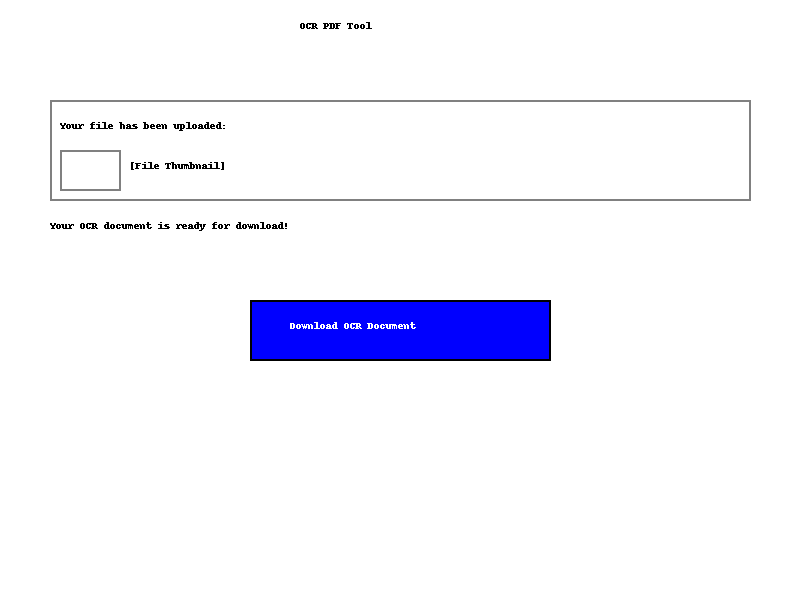 OCR PDF Tool
Your file has been uploaded:
[File Thumbnail]
Your OCR document is ready for download!
Download OCR Document